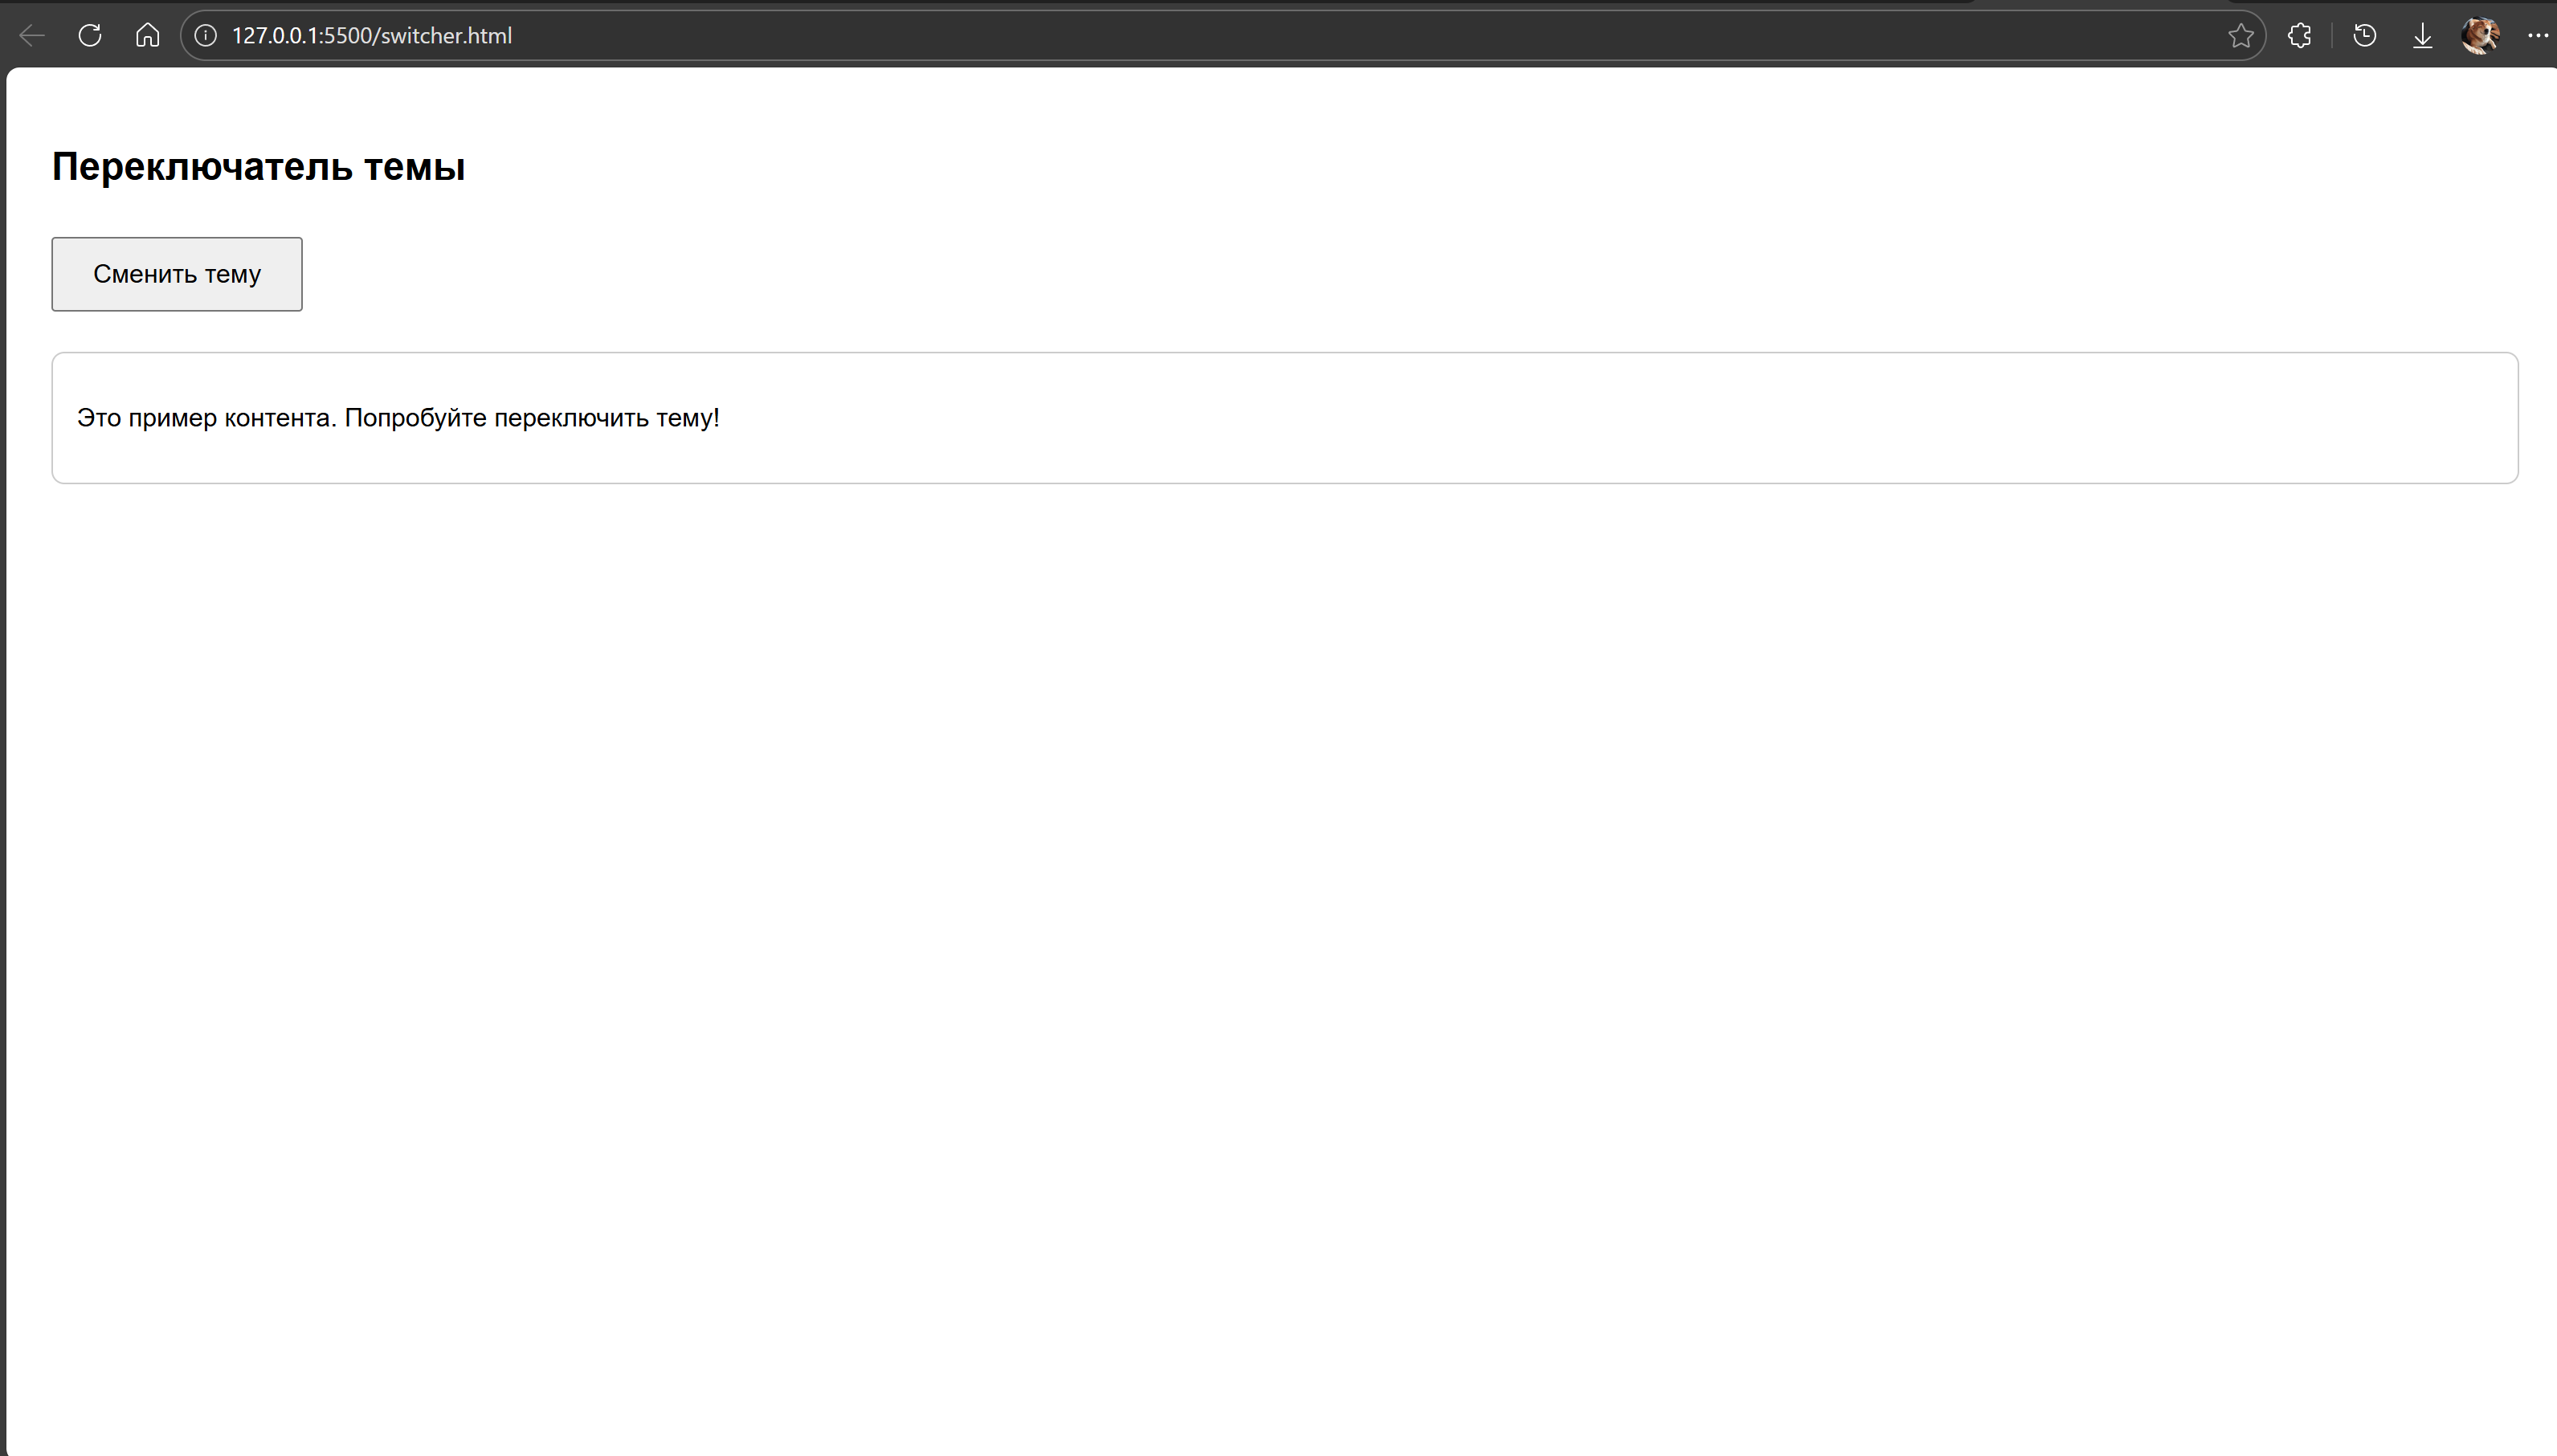 127.0.0.1:5500/switcher.html
Переключатель темы
Сменить тему
Это пример контента. Попробуйте переключить тему!